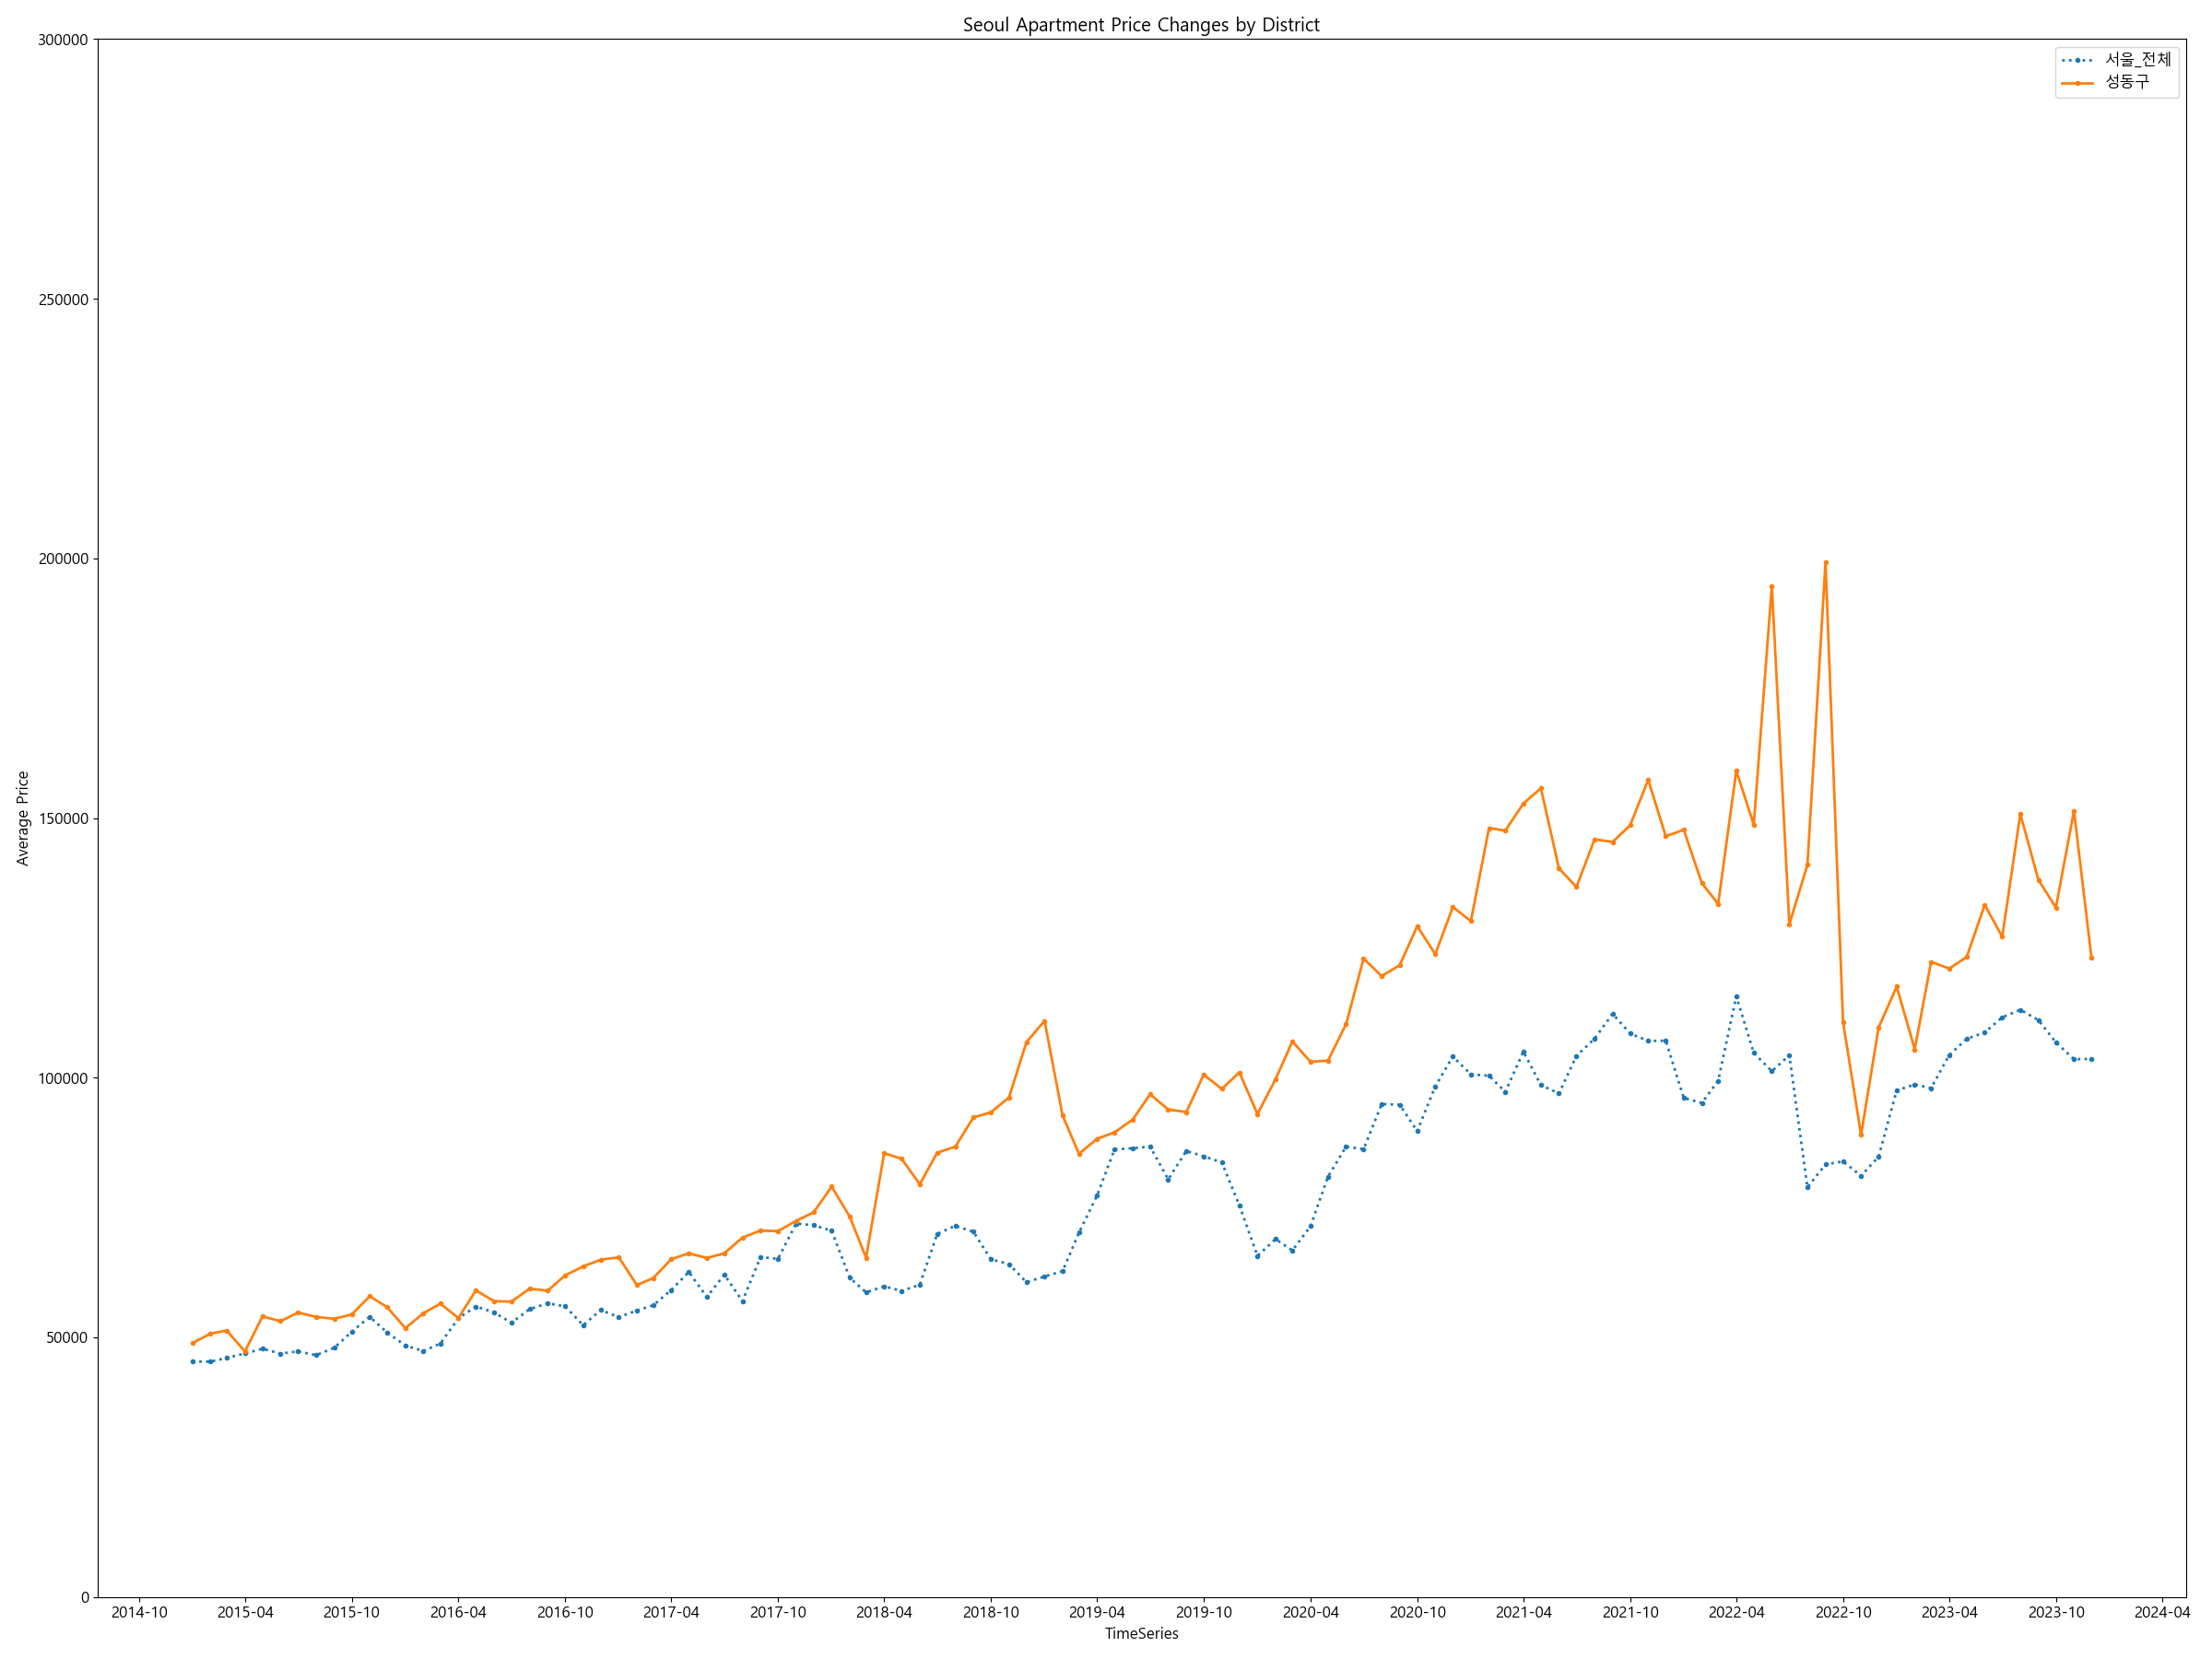 Seoul Apartment Price Changes by District
서울_전체
성동구
300000
250000
200000
150000
100000
50000
0
Average Price
2014-10 2015-04 2015-10 2016-04 2016-10 2017-04 2017-10 2018-04 2018-10 2019-04 2019-10 2020-04 2020-10 2021-04 2021-10 2022-04 2022-10 2023-04 2023-10 2024-04
TimeSeries